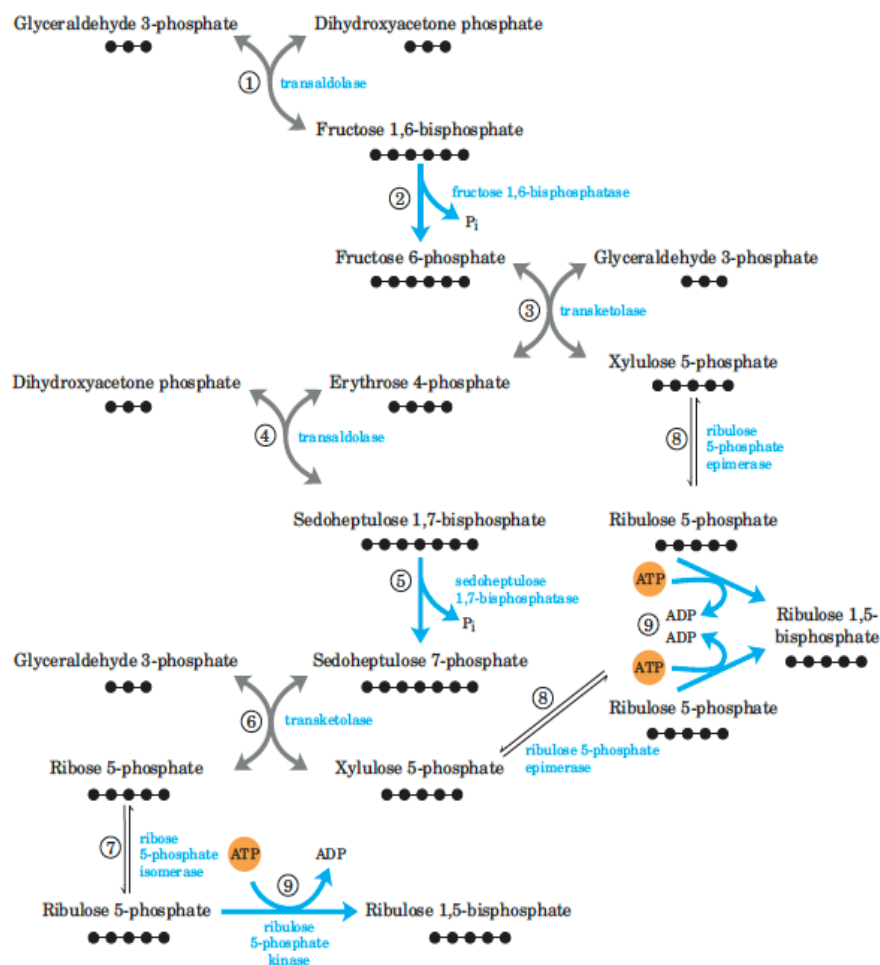 Glyceraldehyde 3-phosphate
Dihydroxyacetone phosphate
① transaldolase
Fructose 1,6-bisphosphate
②
fructose 1,6-bisphosphatase
Pi
Fructose 6-phosphate
Glyceraldehyde 3-phosphate
③ transketolase
Xylulose 5-phosphate
Dihydroxyacetone phosphate
Erythrose 4-phosphate
④ transaldolase
⑧ ribulose
5-phosphate
epimerase
Sedoheptulose 1,7-bisphosphate
Ribulose 5-phosphate
⑤ sedoheptulose
1,7-bisphosphatase
Pi
ATP
ADP
⑨
ADP
ATP
Ribulose 1,5-
bisphosphate
Glyceraldehyde 3-phosphate
Sedoheptulose 7-phosphate
Ribulose 5-phosphate
⑥ transketolase
⑧
ribulose 5-phosphate
epimerase
Ribose 5-phosphate
Xylulose 5-phosphate
⑦ ribose
5-phosphate
isomerase
ATP
ADP
⑨
Ribulose 5-phosphate
Ribulose 1,5-bisphosphate
ribulose
5-phosphate
kinase